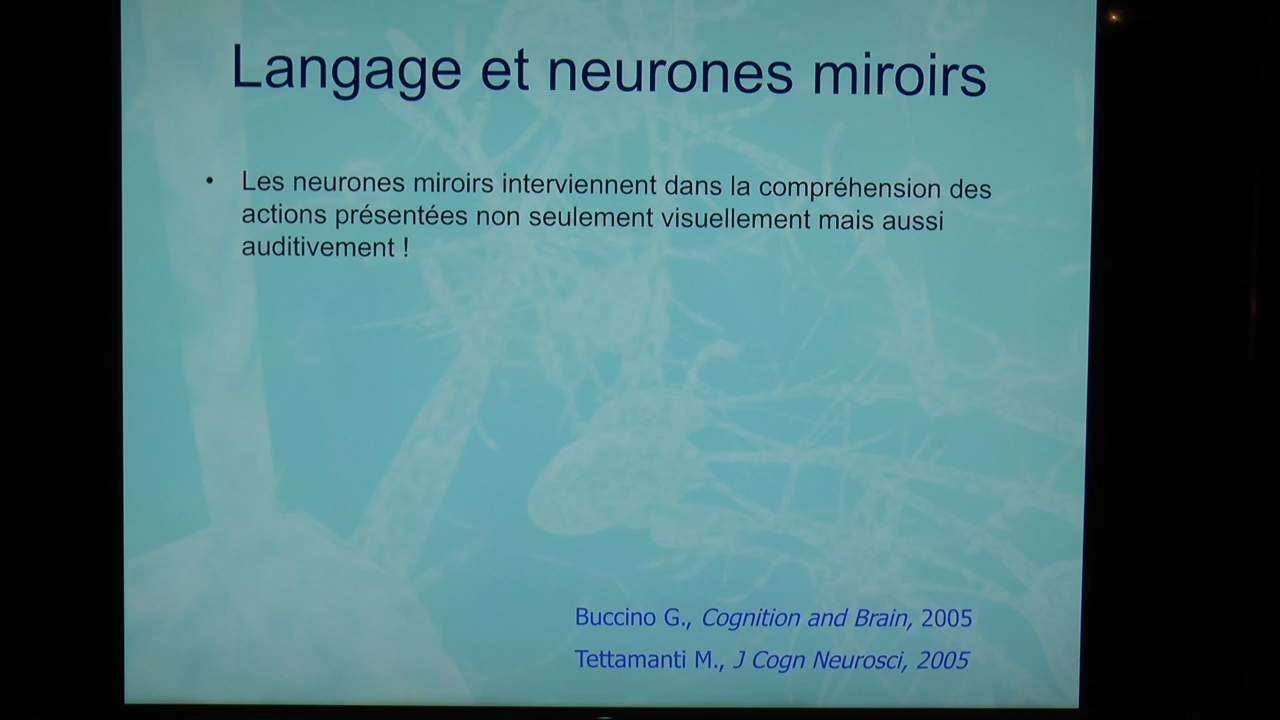 Langage et neurones miroirs
• Les neurones miroirs interviennent dans la compréhension des
actions présentées non seulement visuellement mais aussi
auditivement !
Buccino G., Cognition and Brain, 2005
Tettamanti M., J Cogn Neurosci, 2005